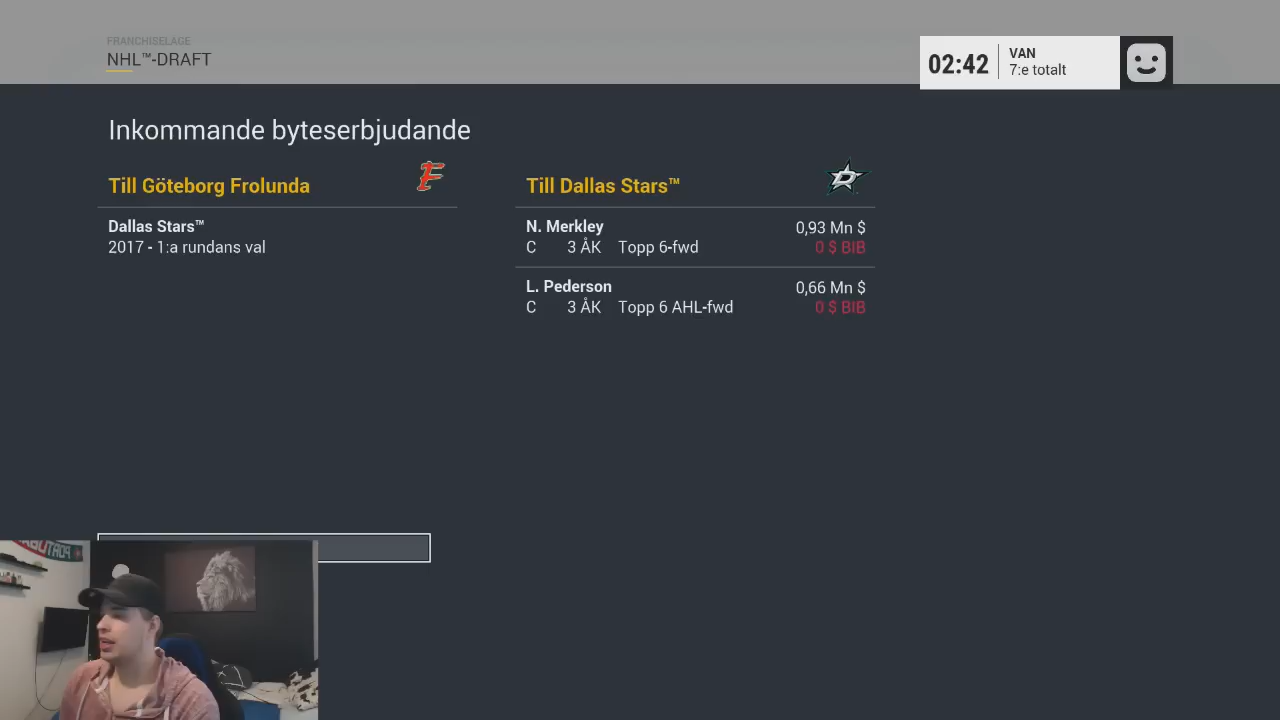 FRANCHISELÄGE
NHL™-DRAFT
02:42
VAN
7:e totalt
Inkommande byteserbjudande
Till Göteborg Frolunda
Dallas Stars™
2017 - 1:a rundans val
Till Dallas Stars™
N. Merkley 0,93 Mn $
C 3 ÅK Topp 6-fwd 0 $ BIB
L. Pederson 0,66 Mn $
C 3 ÅK Topp 6 AHL-fwd 0 $ BIB